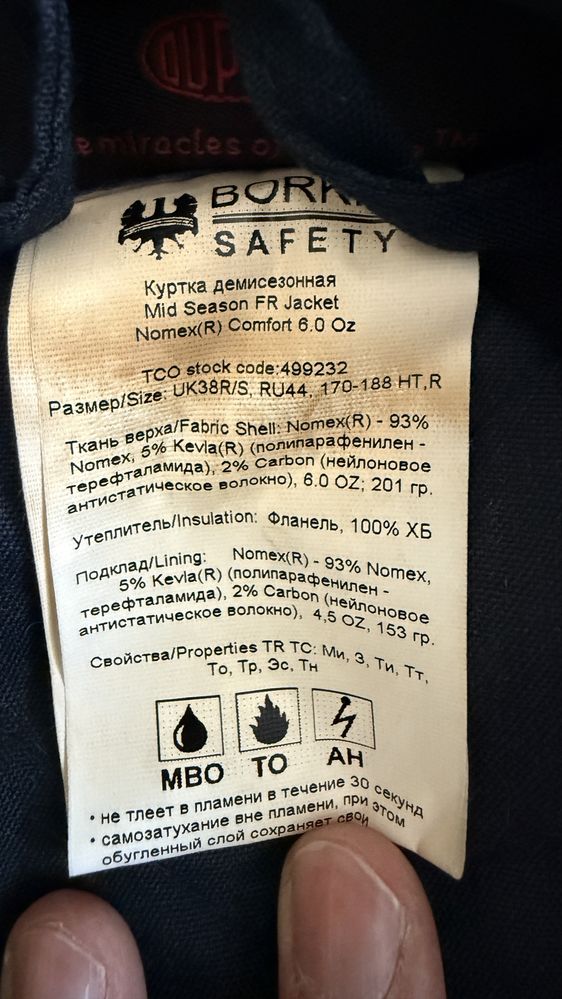 SAFETY
Куртка демисезонная
Mid Season FR Jacket
Nomex(R) Comfort 6.0 Oz
TCO stock code:499232
Размер/Size: UK38R/S, RU44, 170-188 HT,R
Ткань верха/Fabric Shell: Nomex(R) - 93%
Nomex, 5% Kevla(R) (полипарафенилен -
терефталамида), 2% Carbon (нейлоновое
антистатическое волокно), 6.0 OZ; 201 гр.
Утеплитель/Insulation: Фланель, 100% ХБ
Подклад/Lining: Nomex(R) - 93% Nomex,
5% Kevla(R) (полипарафенилен -
терефталамида), 2% Carbon (нейлоновое
антистатическое волокно), 4,5 OZ, 153 гр.
Свойства/Properties TR TC: Ми, З, Ти, Тт,
То, Тр, Эс, Тн
МВО ТО АН
• не тлеет в пламени в течение 30 секунд
• самозатухание вне пламени, при этом
обугленный слой сохраняет свой